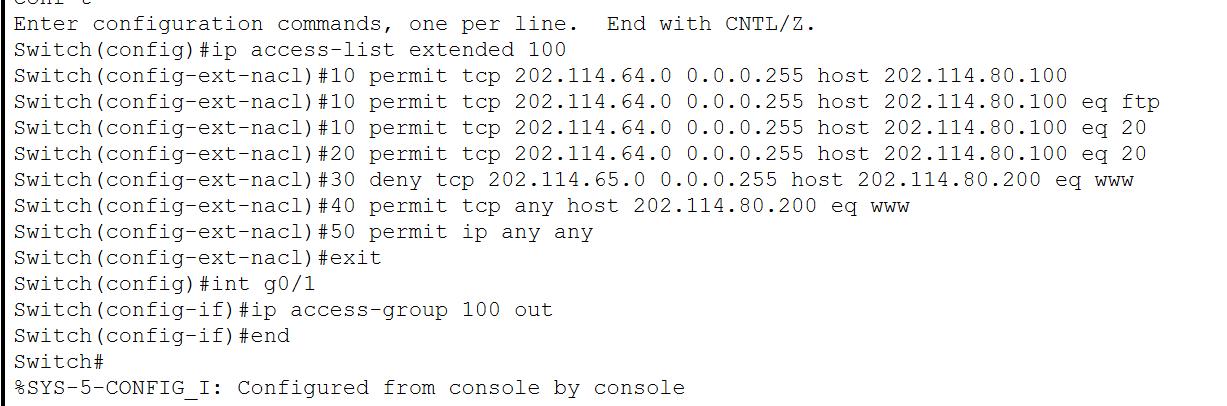 Enter configuration commands, one per line.  End with CNTL/Z.
Switch(config)#ip access-list extended 100
Switch(config-ext-nacl)#10 permit tcp 202.114.64.0 0.0.0.255 host 202.114.80.100
Switch(config-ext-nacl)#10 permit tcp 202.114.64.0 0.0.0.255 host 202.114.80.100 eq ftp
Switch(config-ext-nacl)#10 permit tcp 202.114.64.0 0.0.0.255 host 202.114.80.100 eq 20
Switch(config-ext-nacl)#20 permit tcp 202.114.64.0 0.0.0.255 host 202.114.80.100 eq 20
Switch(config-ext-nacl)#30 deny tcp 202.114.65.0 0.0.0.255 host 202.114.80.200 eq www
Switch(config-ext-nacl)#40 permit tcp any host 202.114.80.200 eq www
Switch(config-ext-nacl)#50 permit ip any any
Switch(config-ext-nacl)#exit
Switch(config)#int g0/1
Switch(config-if)#ip access-group 100 out
Switch(config-if)#end
Switch#
%SYS-5-CONFIG_I: Configured from console by console